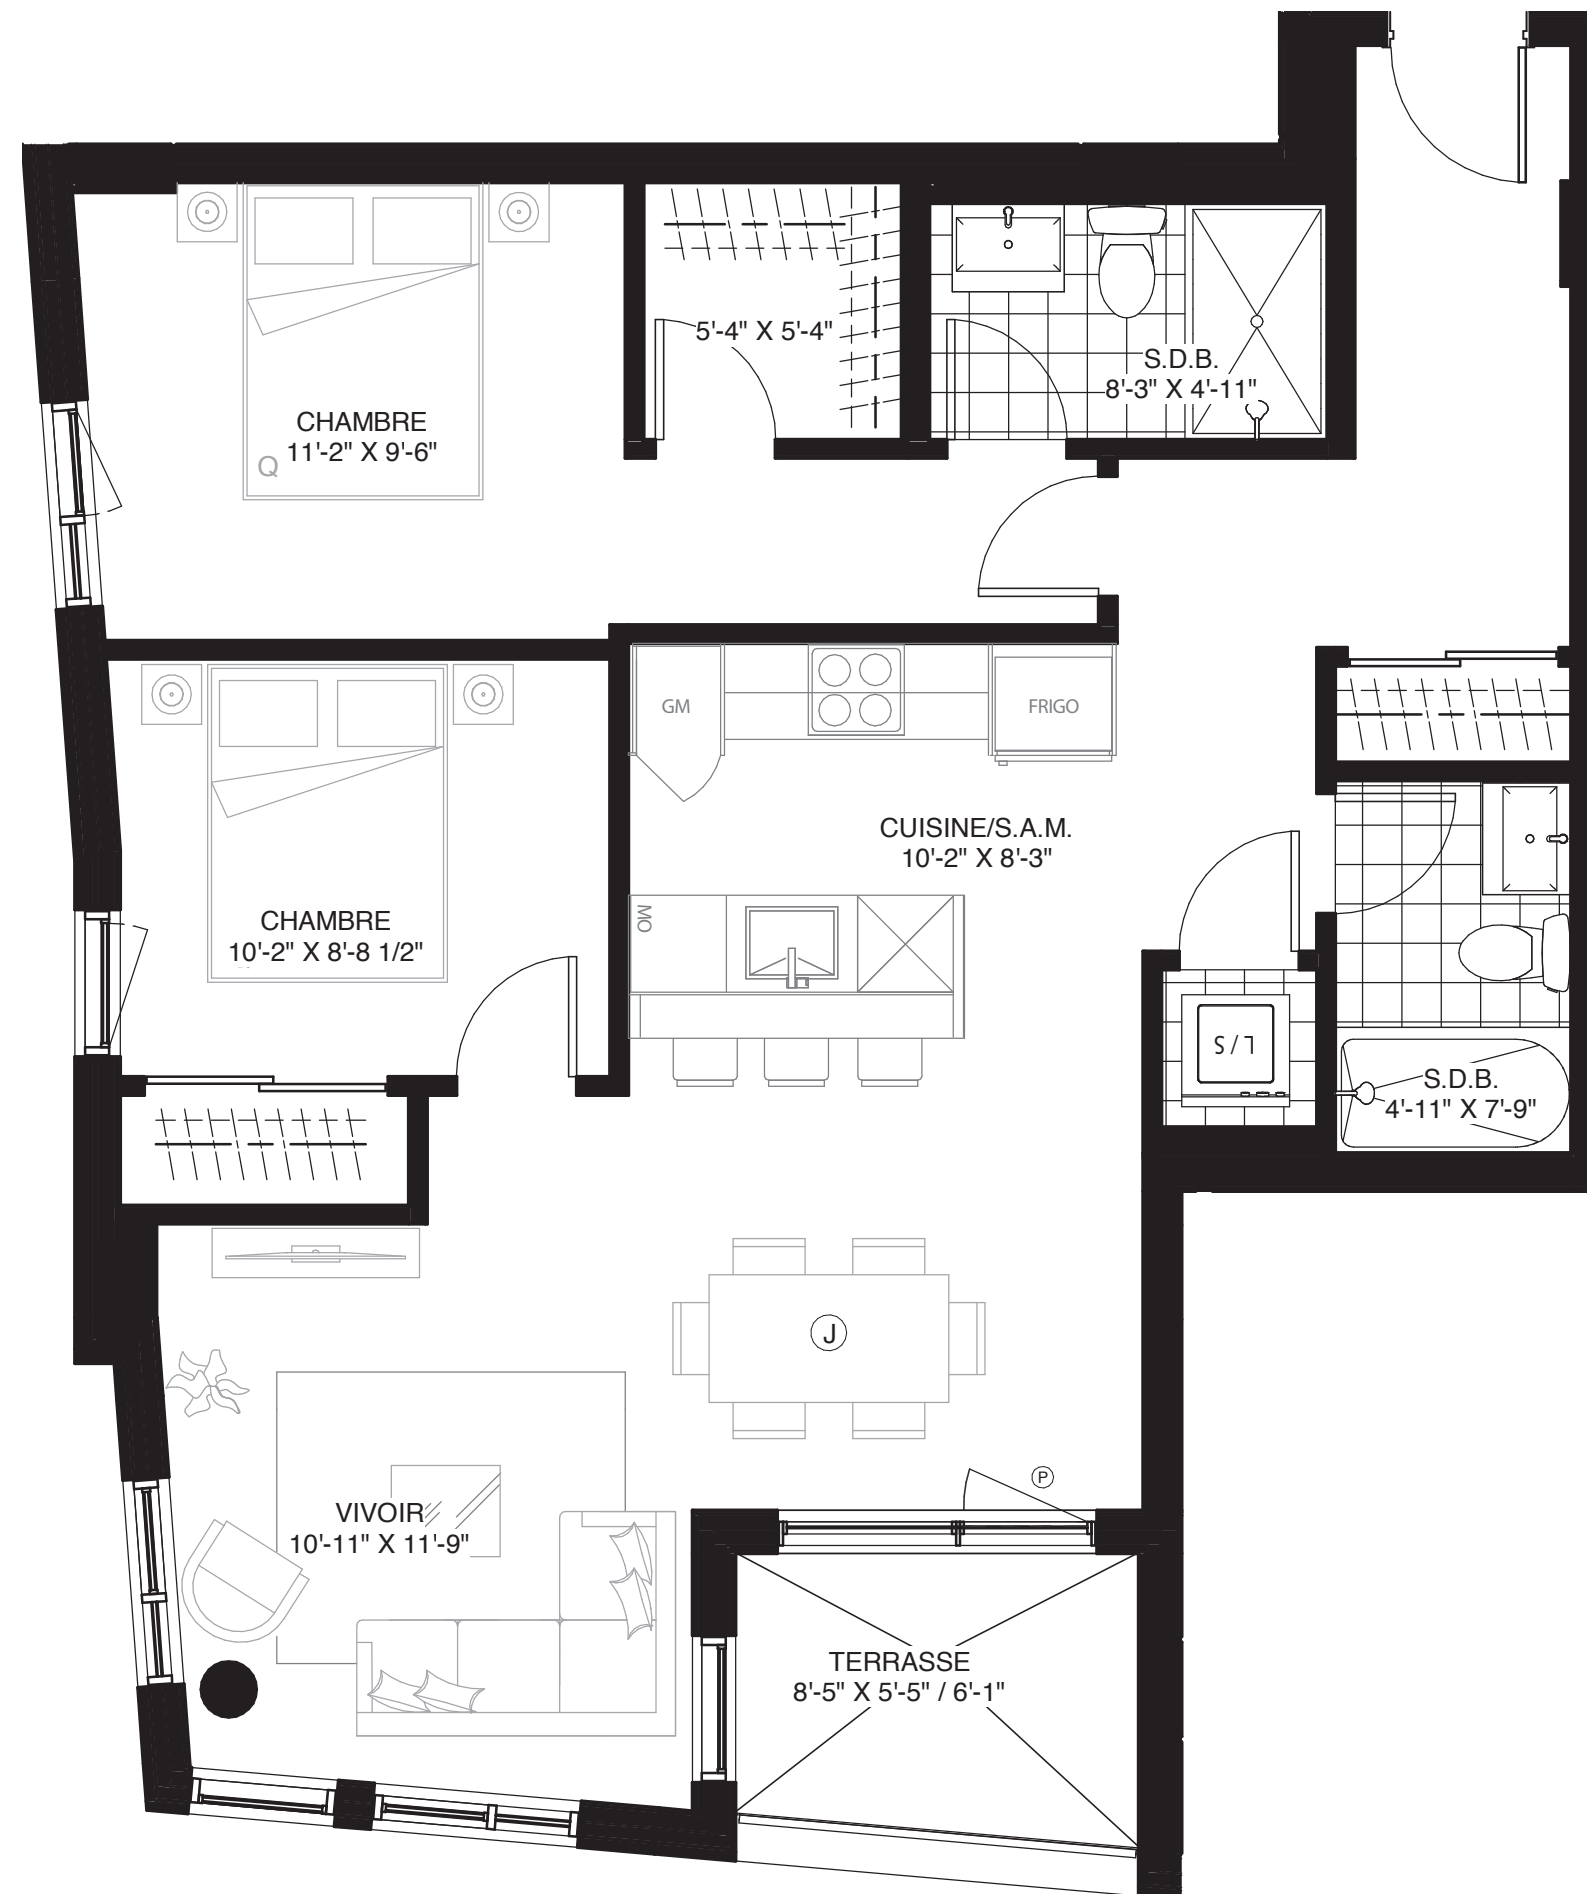 5'-4" X 5'-4"
S.D.B.
8'-3" X 4'-11"
CHAMBRE
11'-2" X 9'-6"
Q
GM
FRIGO
CUISINE/S.A.M.
10'-2" X 8'-3"
MO
CHAMBRE
10'-2" X 8'-8 1/2"
L / S
S.D.B.
4'-11" X 7'-9"
J
P
VIVOIR
10'-11" X 11'-9"
TERRASSE
8'-5" X 5'-5" / 6'-1"